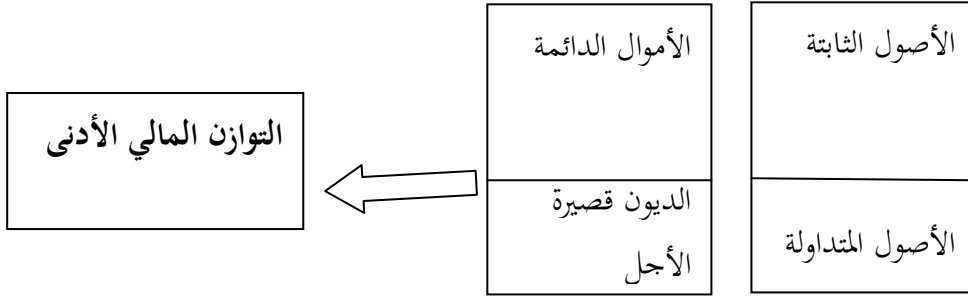 الأصول الثابتة
الأموال الدائمة
التوازن المالي الأدنى
الديون قصيرة
الأجل
الأصول المتداولة